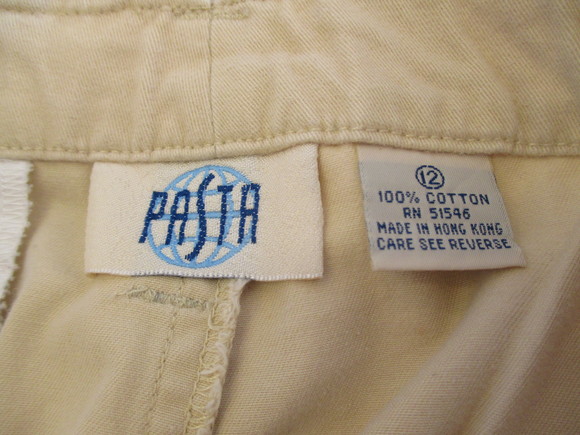 PASTA
12
100% COTTON
RN 51546
MADE IN HONG KONG
CARE SEE REVERSE